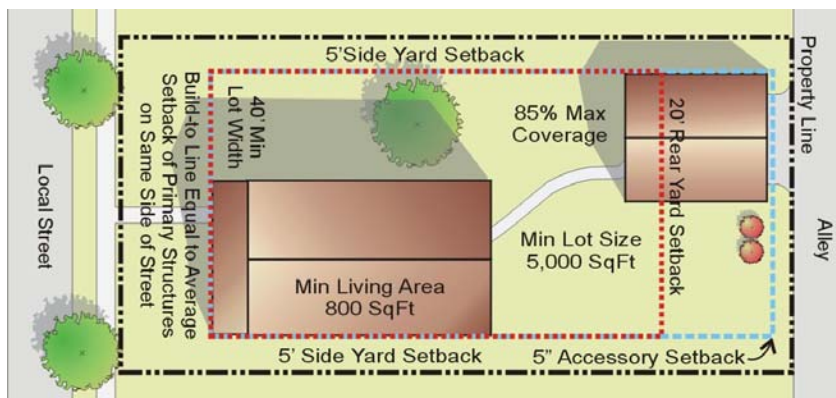 5'Side Yard Setback
Local Street
Build-to Line Equal to Average
Setback of Primary Structures
on Same Side of Street
40' Min
Lot Width
85% Max
Coverage
20' Rear Yard Setback
Property Line
Alley
Min Lot Size
5,000 SqFt
Min Living Area
800 SqFt
5' Side Yard Setback
5" Accessory Setback